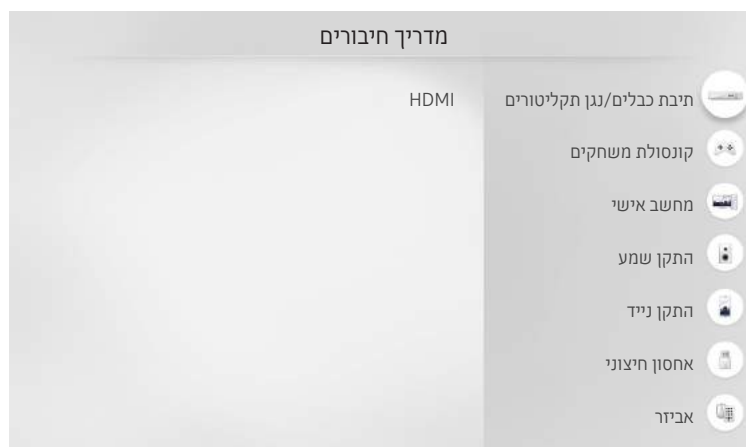 מדריך חיבורים
תיבת כבלים/נגן תקליטורים
HDMI
קונסולת משחקים
מחשב אישי
התקן שמע
התקן נייד
אחסון חיצוני
אביזר